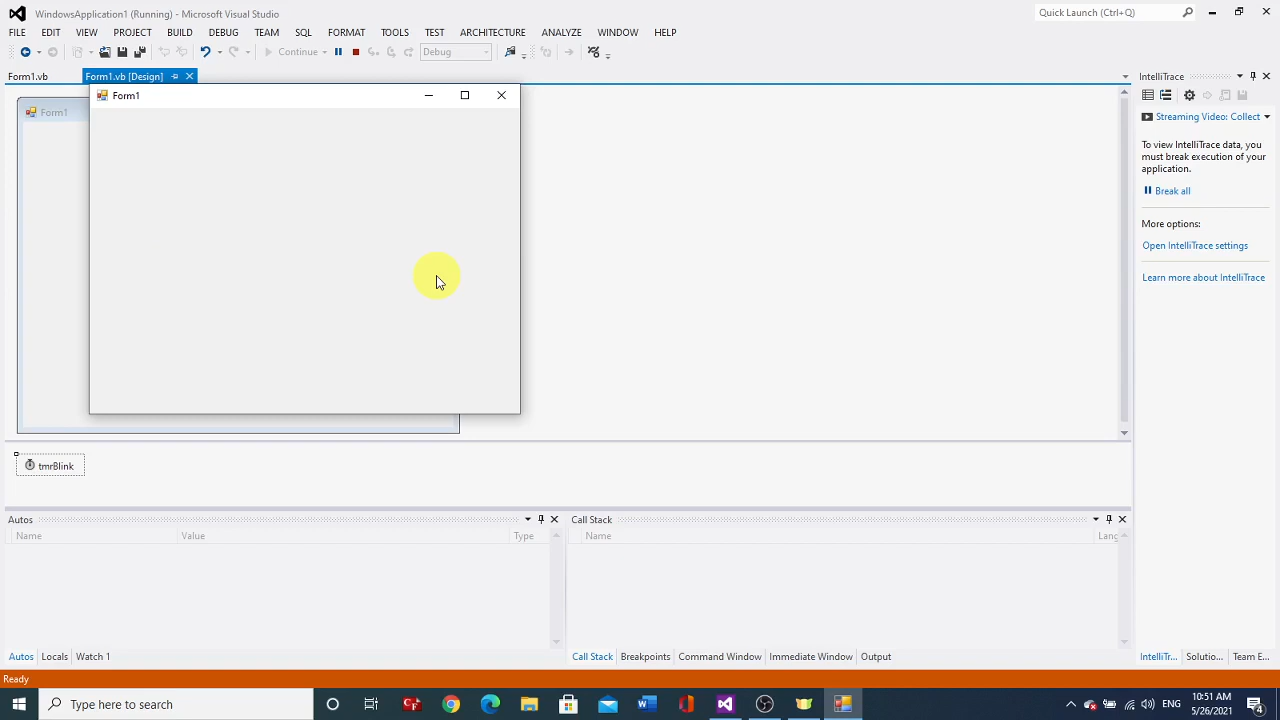 WindowsApplication1 (Running) - Microsoft Visual Studio
Quick Launch (Ctrl+Q)
FILE EDIT VIEW PROJECT BUILD DEBUG TEAM SQL FORMAT TOOLS TEST ARCHITECTURE ANALYZE WINDOW HELP
Continue Debug
Form1.vb Form1.vb [Design]
IntelliTrace
Form1
Form1
Streaming Video: Collect
To view IntelliTrace data, you
must break execution of your
application.
Break all
More options:
Open IntelliTrace settings
Learn more about IntelliTrace
tmrBlink
Autos
Name Value Type
Call Stack
Name Lang
Autos Locals Watch 1
Call Stack Breakpoints Command Window Immediate Window Output
IntelliTr... Solutio... Team E...
Ready
Type here to search
ENG
10:51 AM
5/26/2021